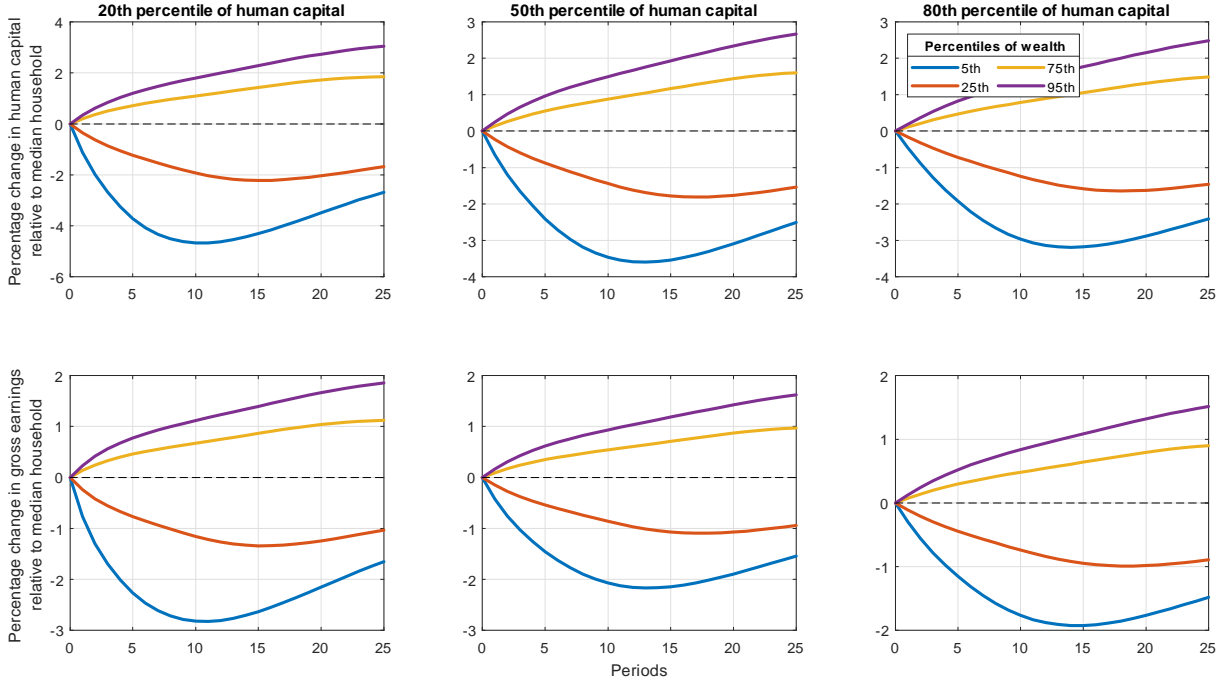 20th percentile of human capital
50th percentile of human capital
80th percentile of human capital
Percentage change in human capital
relative to median household
4
2
0
-2
-4
-6
0 5 10 15 20 25
3
2
1
0
-1
-2
-3
-4
0 5 10 15 20 25
3
2
1
0
-1
-2
-3
-4
0 5 10 15 20 25
Percentiles of wealth
5th 75th
25th 95th
Percentage change in gross earnings
relative to median household
2
1
0
-1
-2
-3
0 5 10 15 20 25
2
1
0
-1
-2
-3
0 5 10 15 20 25
Periods
2
1
0
-1
-2
0 5 10 15 20 25